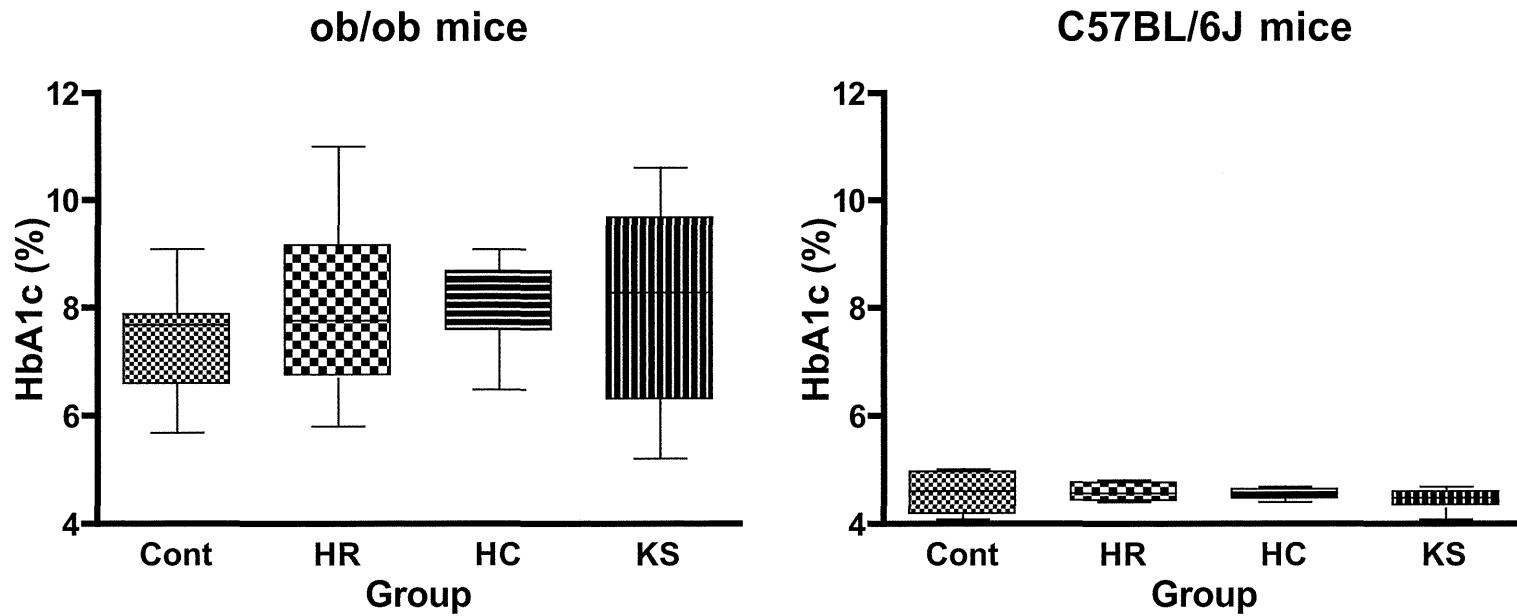 ob/ob mice
12
10
8
6
4
HbA1c (%)
Cont HR HC KS
Group
C57BL/6J mice
12
10
8
6
4
HbA1c (%)
Cont HR HC KS
Group